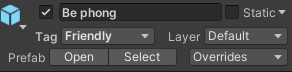 Be phong Static
Tag Friendly Layer Default
Prefab Open Select Overrides